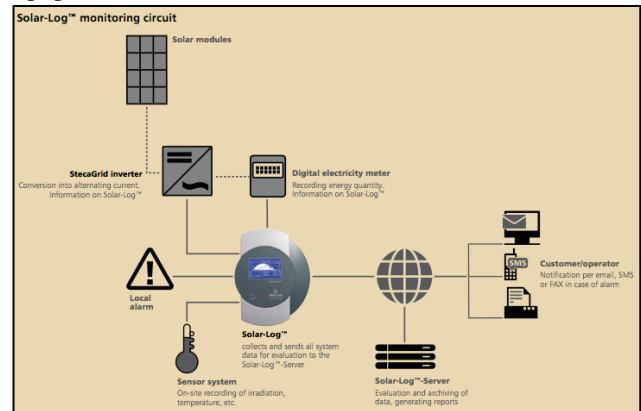 Solar-Log™ monitoring circuit
Solar modules
StecaGrid inverter
Conversion into alternating current.
Information on Solar-Log™
Digital electricity meter
Recording energy quantity.
Information on Solar-Log™
Local
alarm
Solar-Log™
collects and sends all system
data for evaluation to the
Solar-Log™-Server
SMS
Customer/operator
Notification per email, SMS
or FAX in case of alarm
Sensor system
On-site recording of irradiation,
temperature, etc.
Solar-Log™-Server
Evaluation and archiving of
data, generating reports